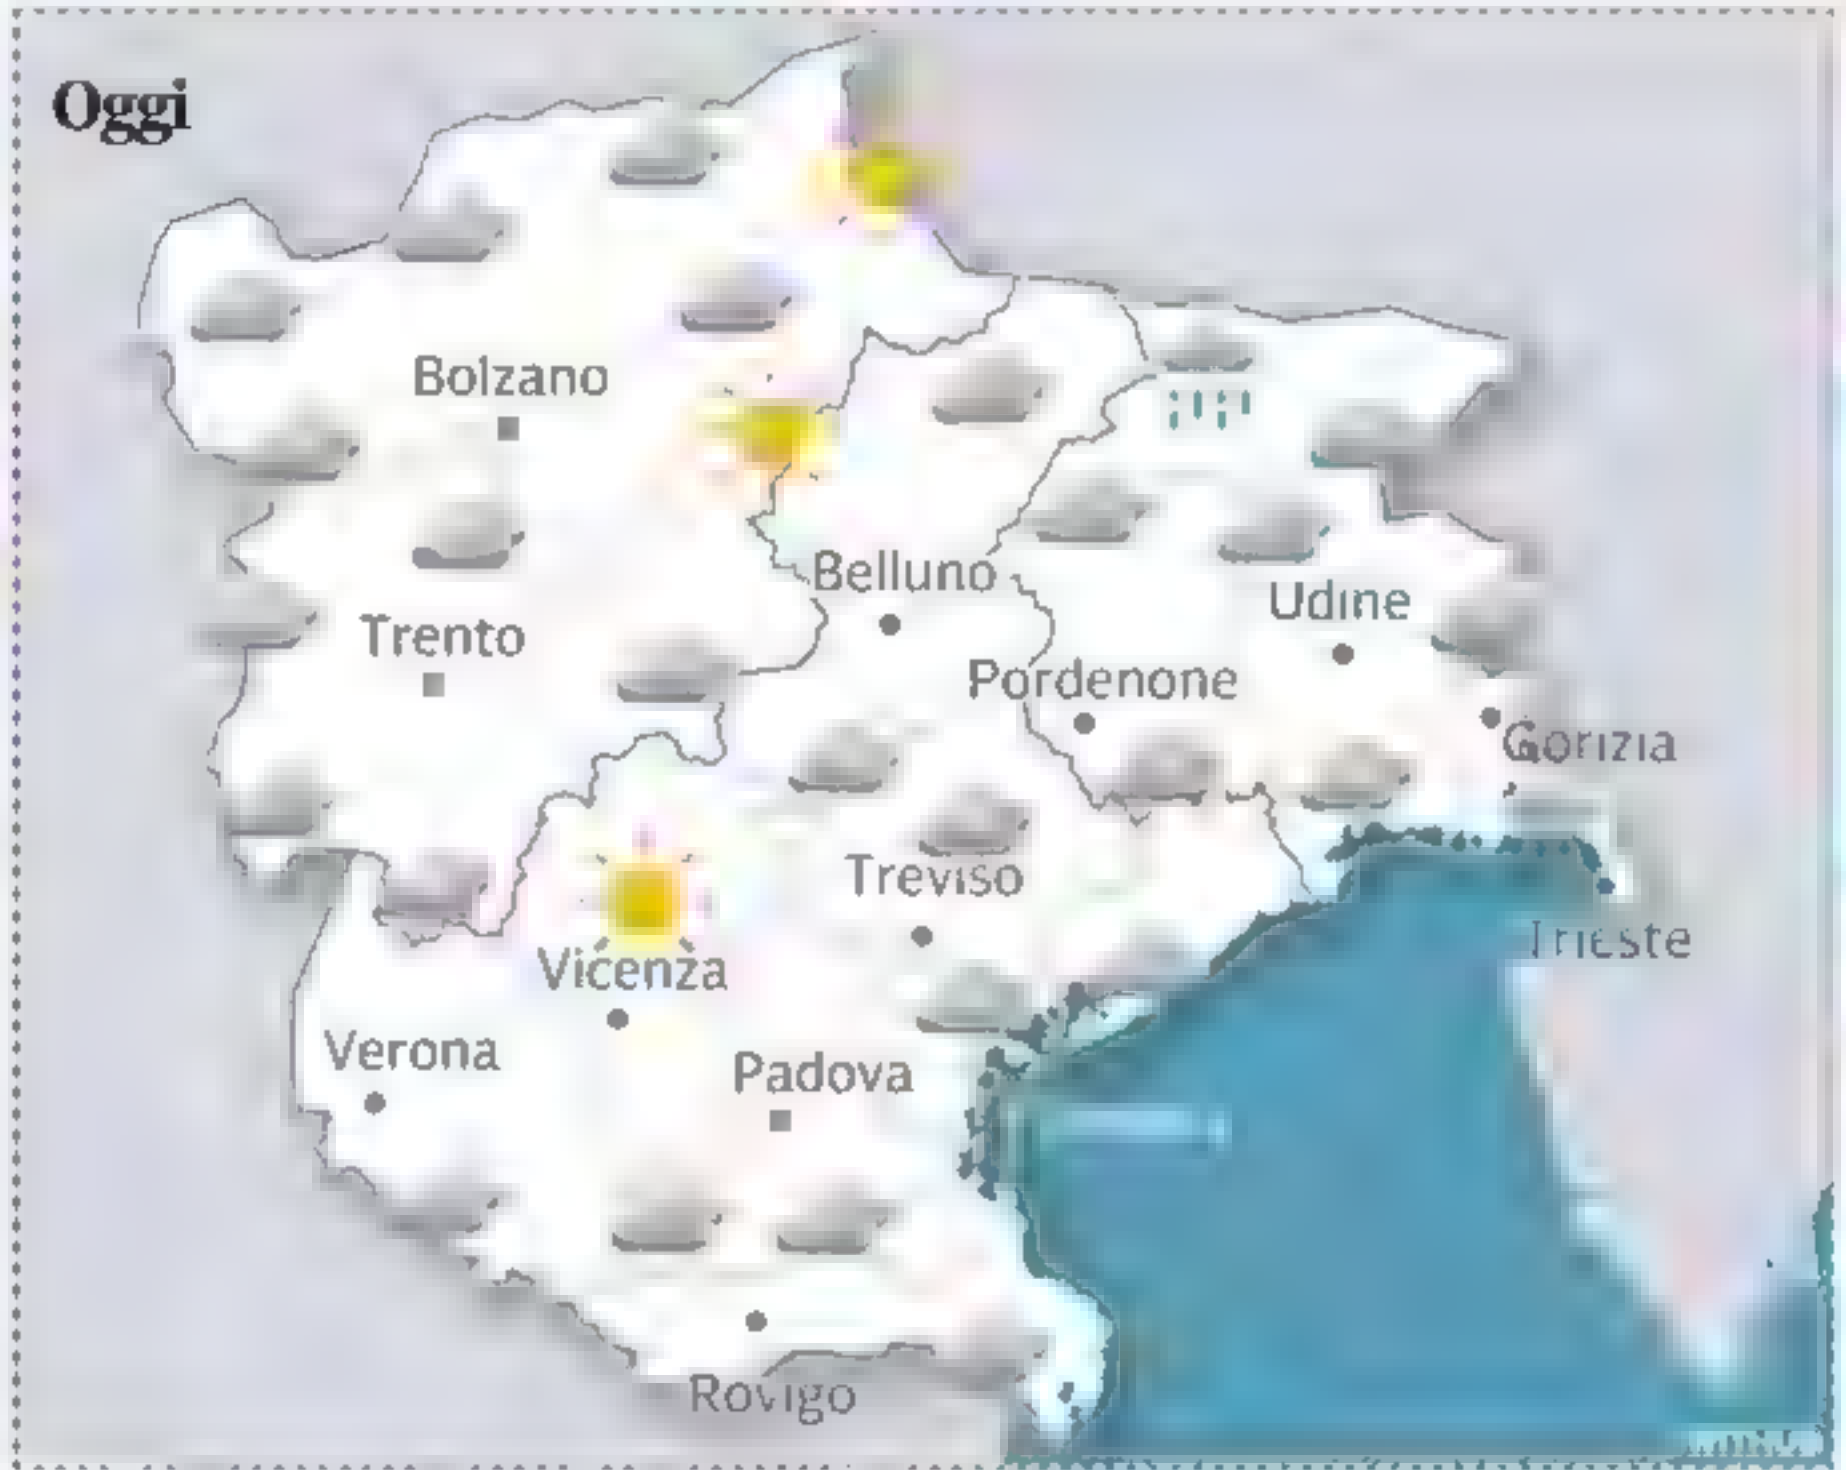 Oggi
Bolzano
Belluno
Udine
Trento
Pordenone
Gorizia
Treviso
Trieste
Vicenza
Verona
Padova
Rovigo